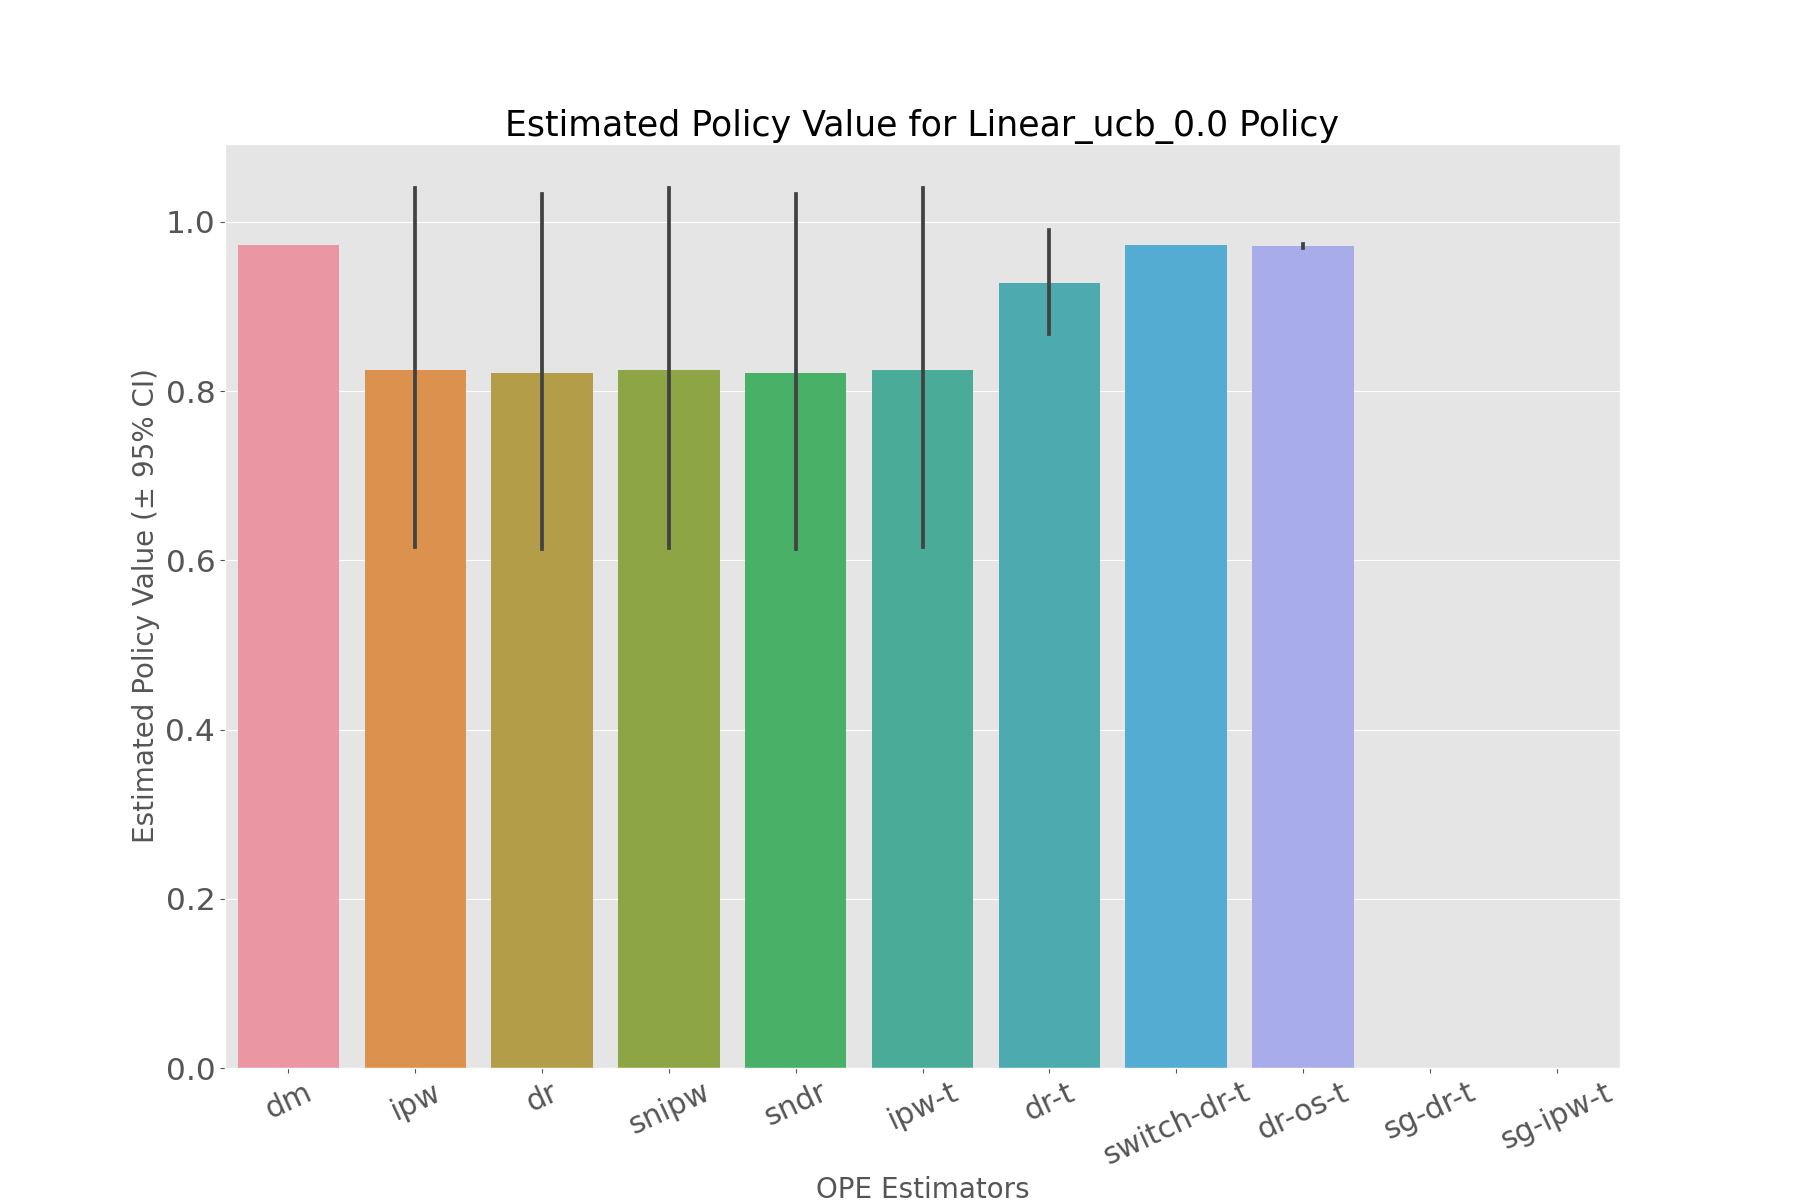 Estimated Policy Value for Linear_ucb_0.0 Policy
Estimated Policy Value (± 95% CI)
1.0
0.8
0.6
0.4
0.2
0.0
dm
ipw
dr
snipw
sndr
ipw-t
dr-t
switch-dr-t
dr-os-t
sg-dr-t
sg-ipw-t
OPE Estimators